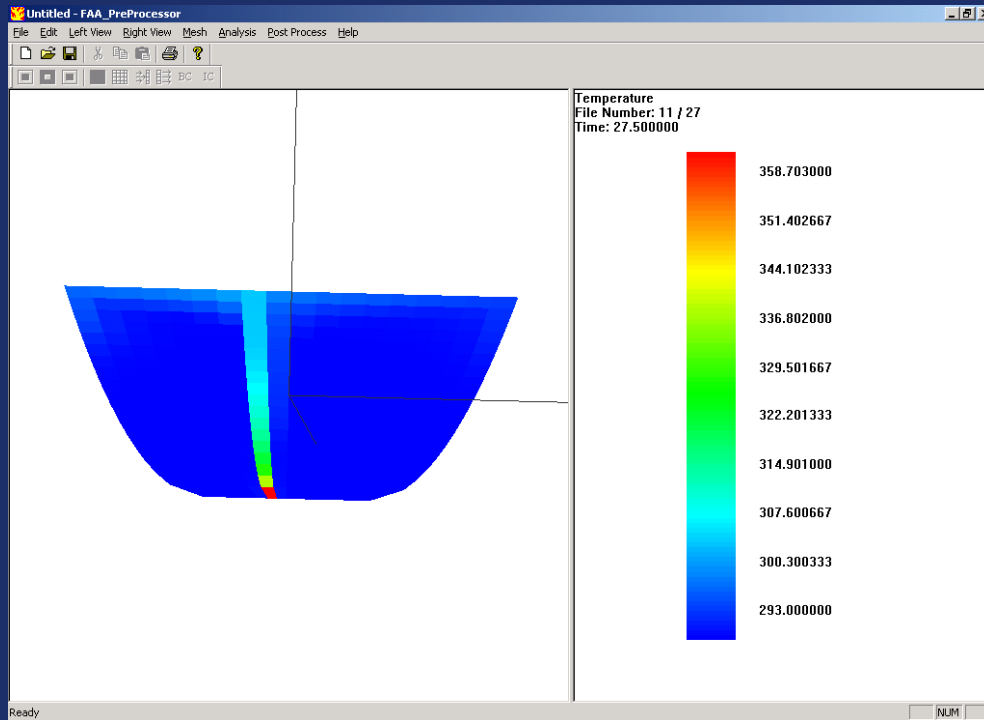 Untitled - FAA_PreProcessor
File Edit Left View Right View Mesh Analysis Post Process Help
BC IC
Temperature
File Number: 11 / 27
Time: 27.500000
358.703000
351.402667
344.102333
336.802000
329.501667
322.201333
314.901000
307.600667
300.300333
293.000000
Ready
NUM